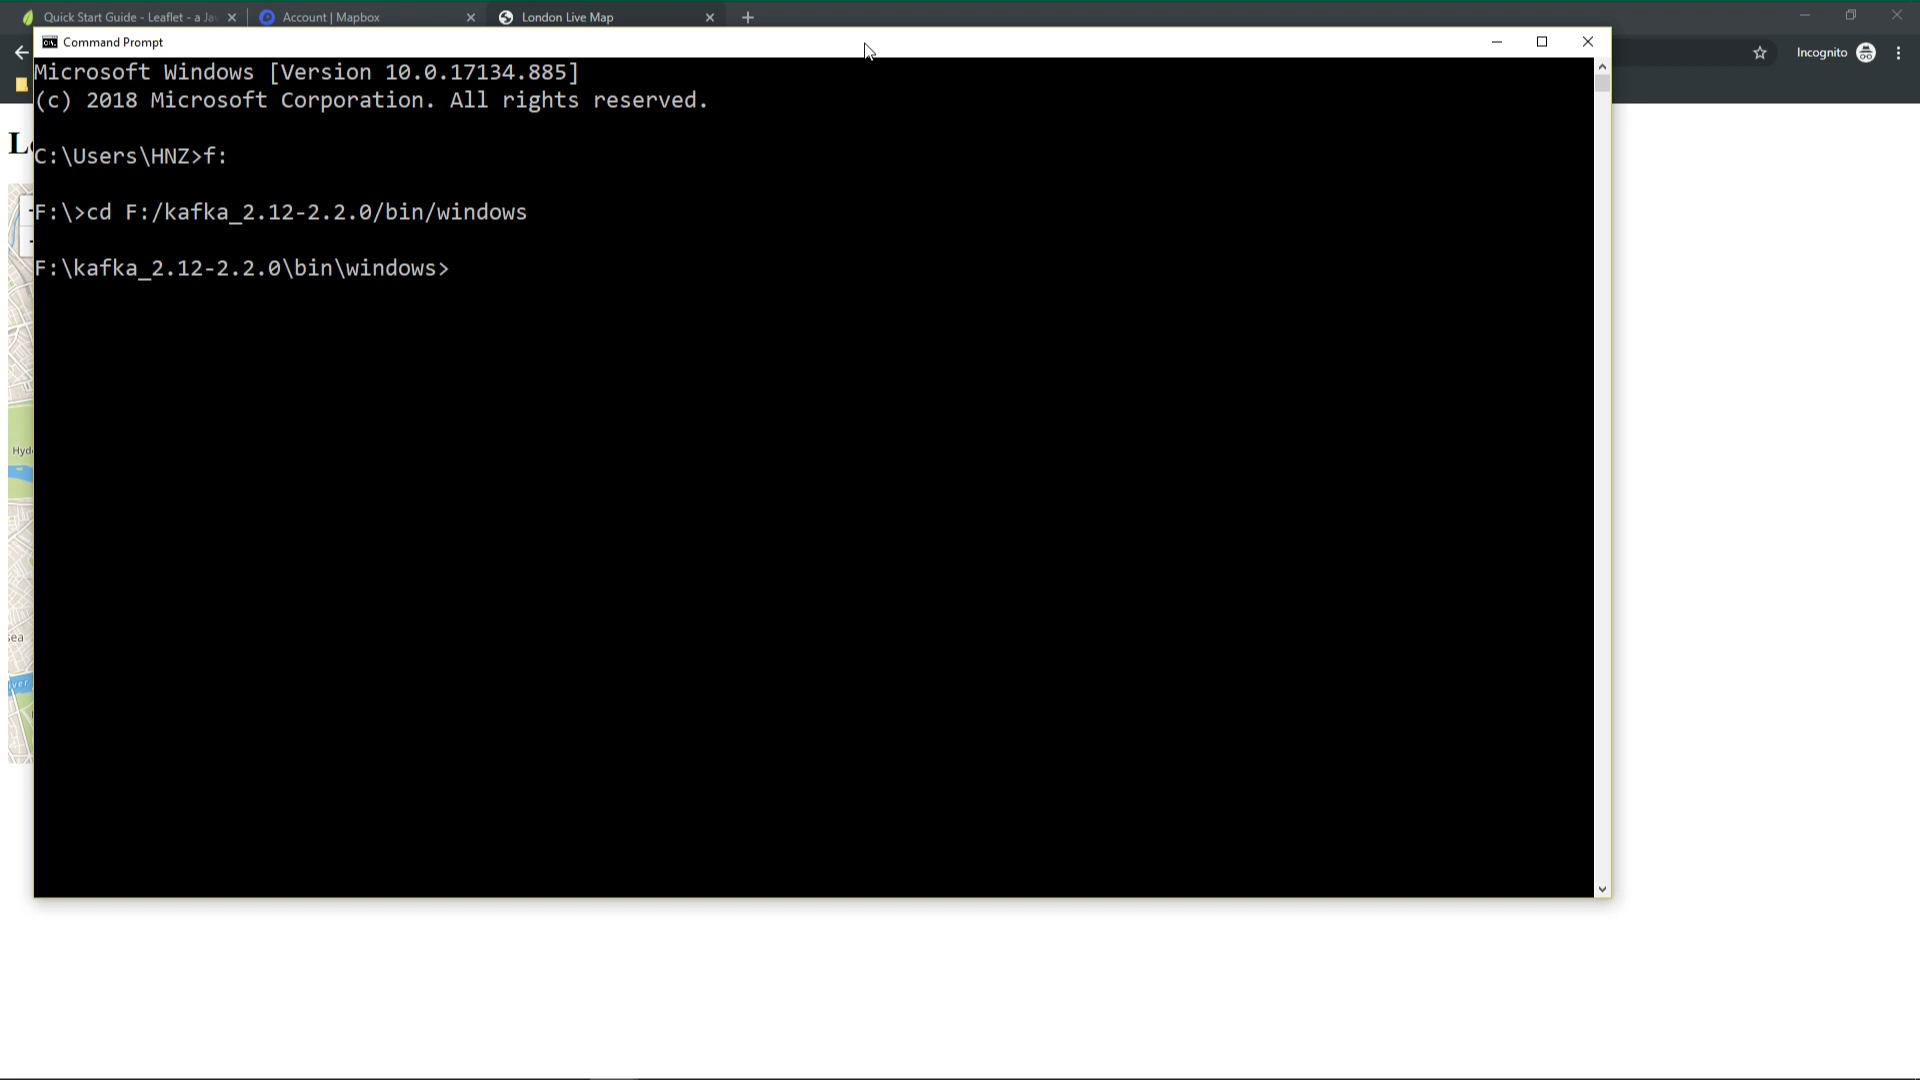 Quick Start Guide - Leaflet - a Ja
Account | Mapbox
London Live Map
Incognito
Command Prompt
Microsoft Windows [Version 10.0.17134.885]
(c) 2018 Microsoft Corporation. All rights reserved.
C:\Users\HNZ>f:
F:\>cd F:/kafka_2.12-2.2.0/bin/windows
F:\kafka_2.12-2.2.0\bin\windows>
Hyd
sea
ver